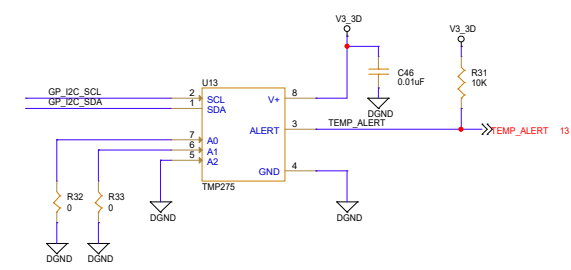 V3_3D
V3_3D
U13
C46
0.01uF
R31
10K
GP_I2C_SCL
GP_I2C_SDA
2
1
SCL
SDA
V+
8
ALERT
3
TEMP_ALERT
TEMP_ALERT 13
DGND
7
6
5
A0
A1
A2
GND
4
TMP275
R32
0
R33
0
DGND
DGND
DGND
DGND